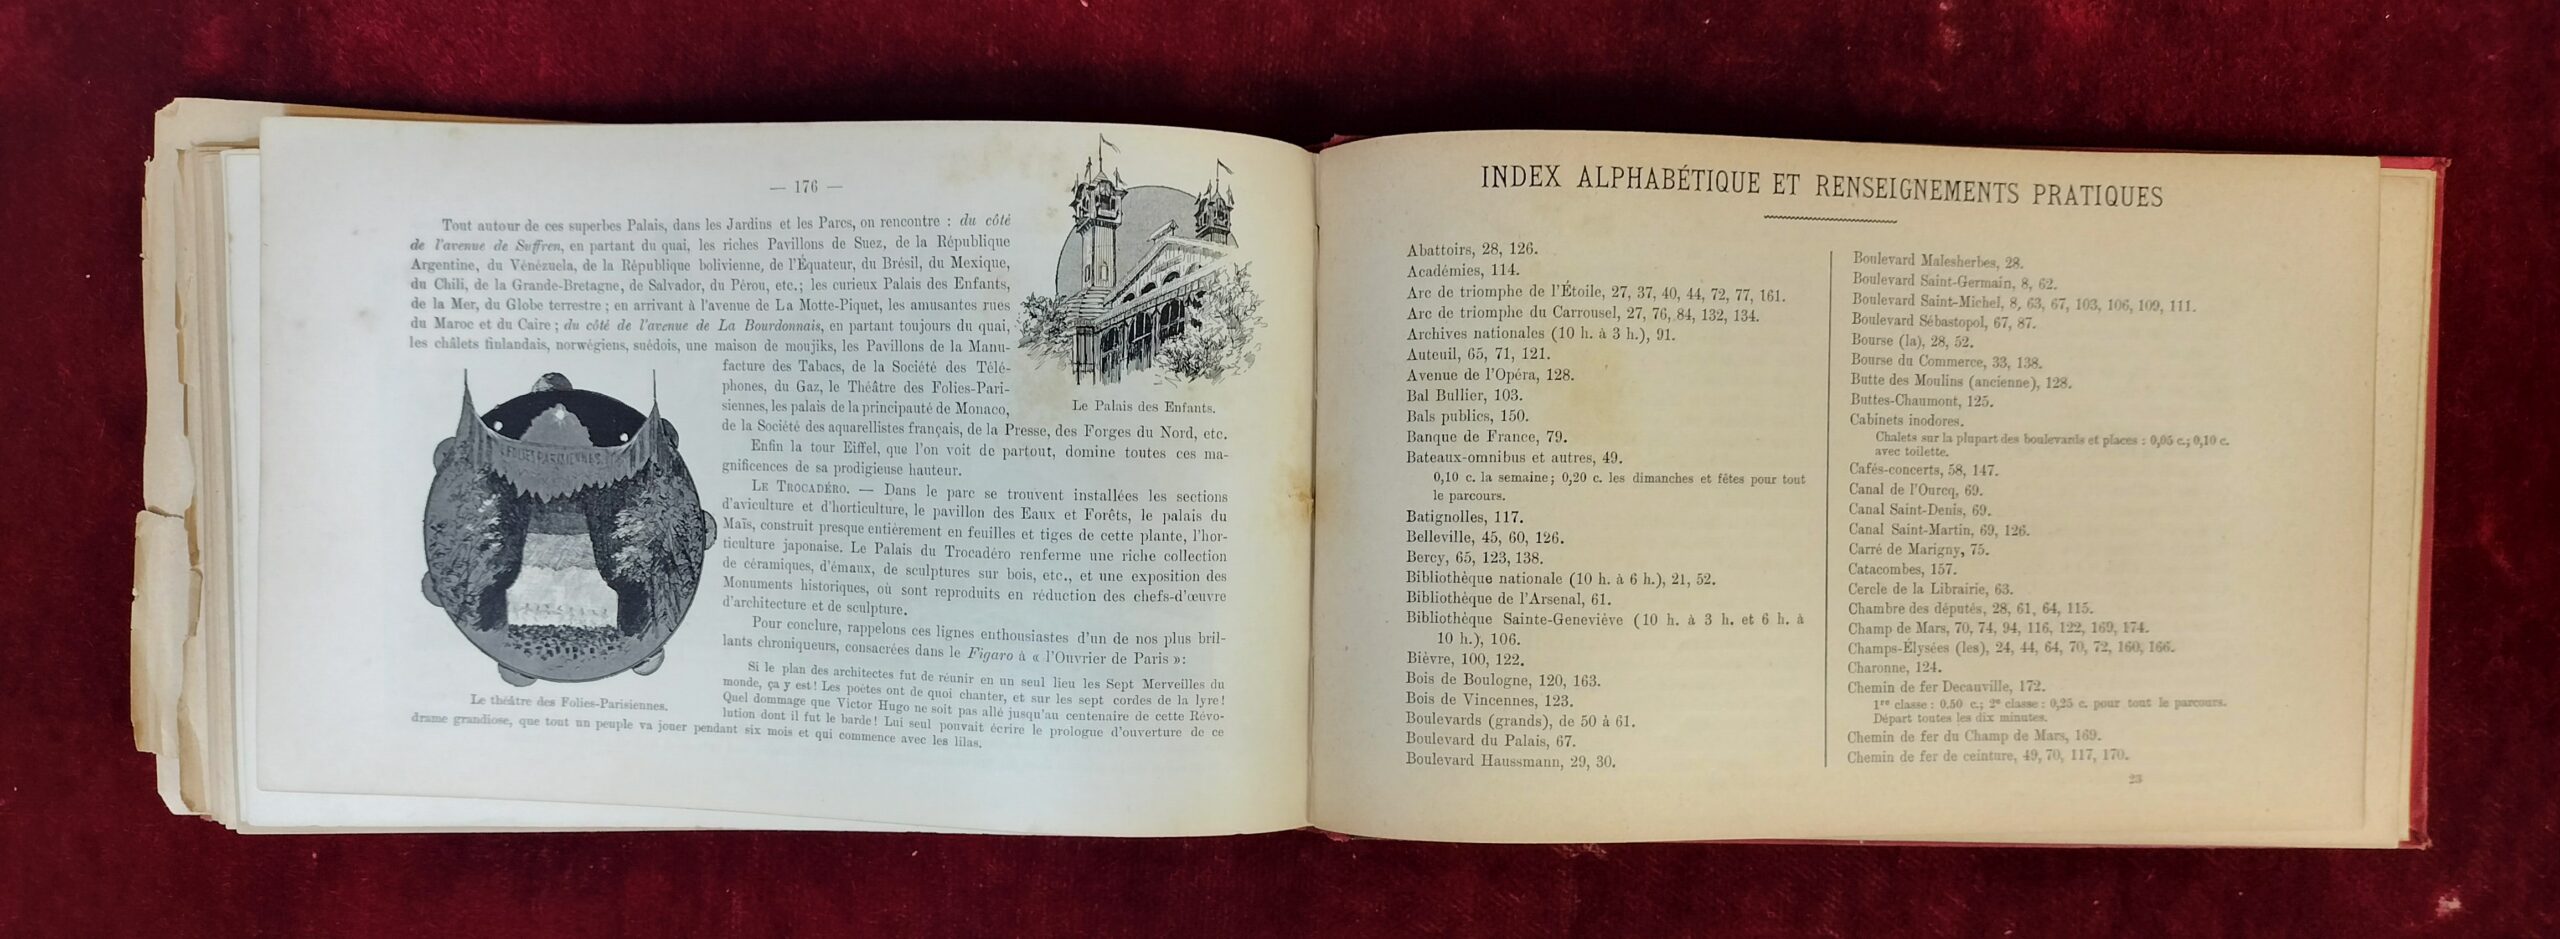 — 176 —
Tout autour de ces superbes Palais, dans les Jardins et les Parcs, on rencontre : du côté
de l'avenue de Suffren, en partant du quai, les riches Pavillons de Suez, de la République
Argentine, du Vénézuela, de la République bolivienne, de l'Équateur, du Brésil, du Mexique,
du Chili, de la Grande-Bretagne, de Salvador, du Pérou, etc.; les curieux Palais des Enfants,
de la Mer, du Globe terrestre ; en arrivant à l'avenue de La Motte-Piquet, les amusantes rues
du Maroc et du Caire ; du côté de l'avenue de La Bourdonnais, en partant toujours du quai,
les châlets finlandais, norwégiens, suédois, une maison de moujiks, les Pavillons de la Manu-
facture des Tabacs, de la Société des Télé-
phones, du Gaz, le Théâtre des Folies-Pari-
siennes, les palais de la principauté de Monaco,
Le Palais des Enfants.
de la Société des aquarellistes français, de la Presse, des Forges du Nord, etc.
Enfin la tour Eiffel, que l'on voit de partout, domine toutes ces ma-
gnificences de sa prodigieuse hauteur.
LE TROCADÉRO. — Dans le parc se trouvent installées les sections
d'aviculture et d'horticulture, le pavillon des Eaux et Forêts, le palais du
Maïs, construit presque entièrement en feuilles et tiges de cette plante, l'hor-
ticulture japonaise. Le Palais du Trocadéro renferme une riche collection
de céramiques, d'émaux, de sculptures sur bois, etc., et une exposition des
Monuments historiques, où sont reproduits en réduction des chefs-d'œuvre
d'architecture et de sculpture.
Pour conclure, rappelons ces lignes enthousiastes d'un de nos plus bril-
lants chroniqueurs, consacrées dans le Figaro à « l'Ouvrier de Paris » :
FOLIES PARISIENNES.
Le théâtre des Folies-Parisiennes.
Si le plan des architectes fut de réunir en un seul lieu les Sept Merveilles du
monde, ça y est! Les poètes ont de quoi chanter, et sur les sept cordes de la lyre!
Quel dommage que Victor Hugo ne soit pas allé jusqu'au centenaire de cette Révo-
lution dont il fut le barde! Lui seul pouvait écrire le prologue d'ouverture de ce
drame grandiose, que tout un peuple va jouer pendant six mois et qui commence avec les lilas.
INDEX ALPHABÉTIQUE ET RENSEIGNEMENTS PRATIQUES
Abattoirs, 28, 126.
Académies, 114.
Arc de triomphe de l'Étoile, 27, 37, 40, 44, 72, 77, 161.
Arc de triomphe du Carrousel, 27, 76, 84, 132, 134.
Archives nationales (10 h. à 3 h.), 91.
Auteuil, 65, 71, 121.
Avenue de l'Opéra, 128.
Bal Bullier, 103.
Bals publics, 150.
Banque de France, 79.
Bateaux-omnibus et autres, 49.
0,10 c. la semaine; 0,20 c. les dimanches et fêtes pour tout
le parcours.
Batignolles, 117.
Belleville, 45, 60, 126.
Bercy, 65, 123, 138.
Bibliothèque nationale (10 h. à 6 h.), 21, 52.
Bibliothèque de l'Arsenal, 61.
Bibliothèque Sainte-Geneviéve (10 h. à 3 h. et 6 h. à
10 h.), 106.
Bièvre, 100, 122.
Bois de Boulogne, 120, 163.
Bois de Vincennes, 123.
Boulevards (grands), de 50 à 61.
Boulevard du Palais, 67.
Boulevard Haussmann, 29, 30.
Boulevard Malesherbes, 28.
Boulevard Saint-Germain, 8, 62.
Boulevard Saint-Michel, 8, 63, 67, 103, 106, 109, 111.
Boulevard Sébastopol, 67, 87.
Bourse (la), 28, 52.
Bourse du Commerce, 33, 138.
Butte des Moulins (ancienne), 128.
Buttes-Chaumont, 125.
Cabinets inodores.
Chalets sur la plupart des boulevards et places : 0,05 c.; 0,10 c.
avec toilette.
Cafés-concerts, 58, 147.
Canal de l'Ourcq, 69.
Canal Saint-Denis, 69.
Canal Saint-Martin, 69, 126.
Carré de Marigny, 75.
Catacombes, 157.
Cercle de la Librairie, 63.
Chambre des députés, 28, 61, 64, 115.
Champ de Mars, 70, 74, 94, 116, 122, 169, 174.
Champs-Élysées (les), 24, 44, 64, 70, 72, 160, 166.
Charonne, 124.
Chemin de fer Decauville, 172.
1re classe : 0.50 c.; 2e classe : 0,25 c. pour tout le parcours.
Départ toutes les dix minutes.
Chemin de fer du Champ de Mars, 169.
Chemin de fer de ceinture, 49, 70, 117, 170.
23